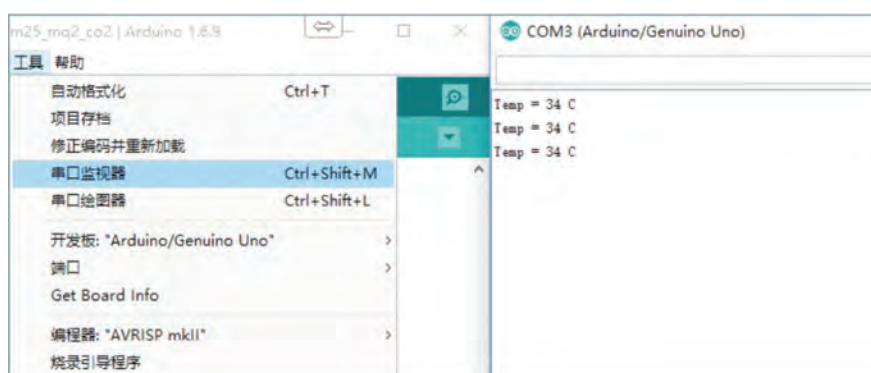 m25_mq2_co2 | Arduino 1.6.9
工具 帮助
自动格式化 Ctrl+T
项目存档
修正编码并重新加载
串口监视器 Ctrl+Shift+M
串口绘图器 Ctrl+Shift+L
开发板: "Arduino/Genuino Uno"
端口
Get Board Info
编程器: "AVRISP mkII"
烧录引导程序
COM3 (Arduino/Genuino Uno)
Temp = 34 C
Temp = 34 C
Temp = 34 C